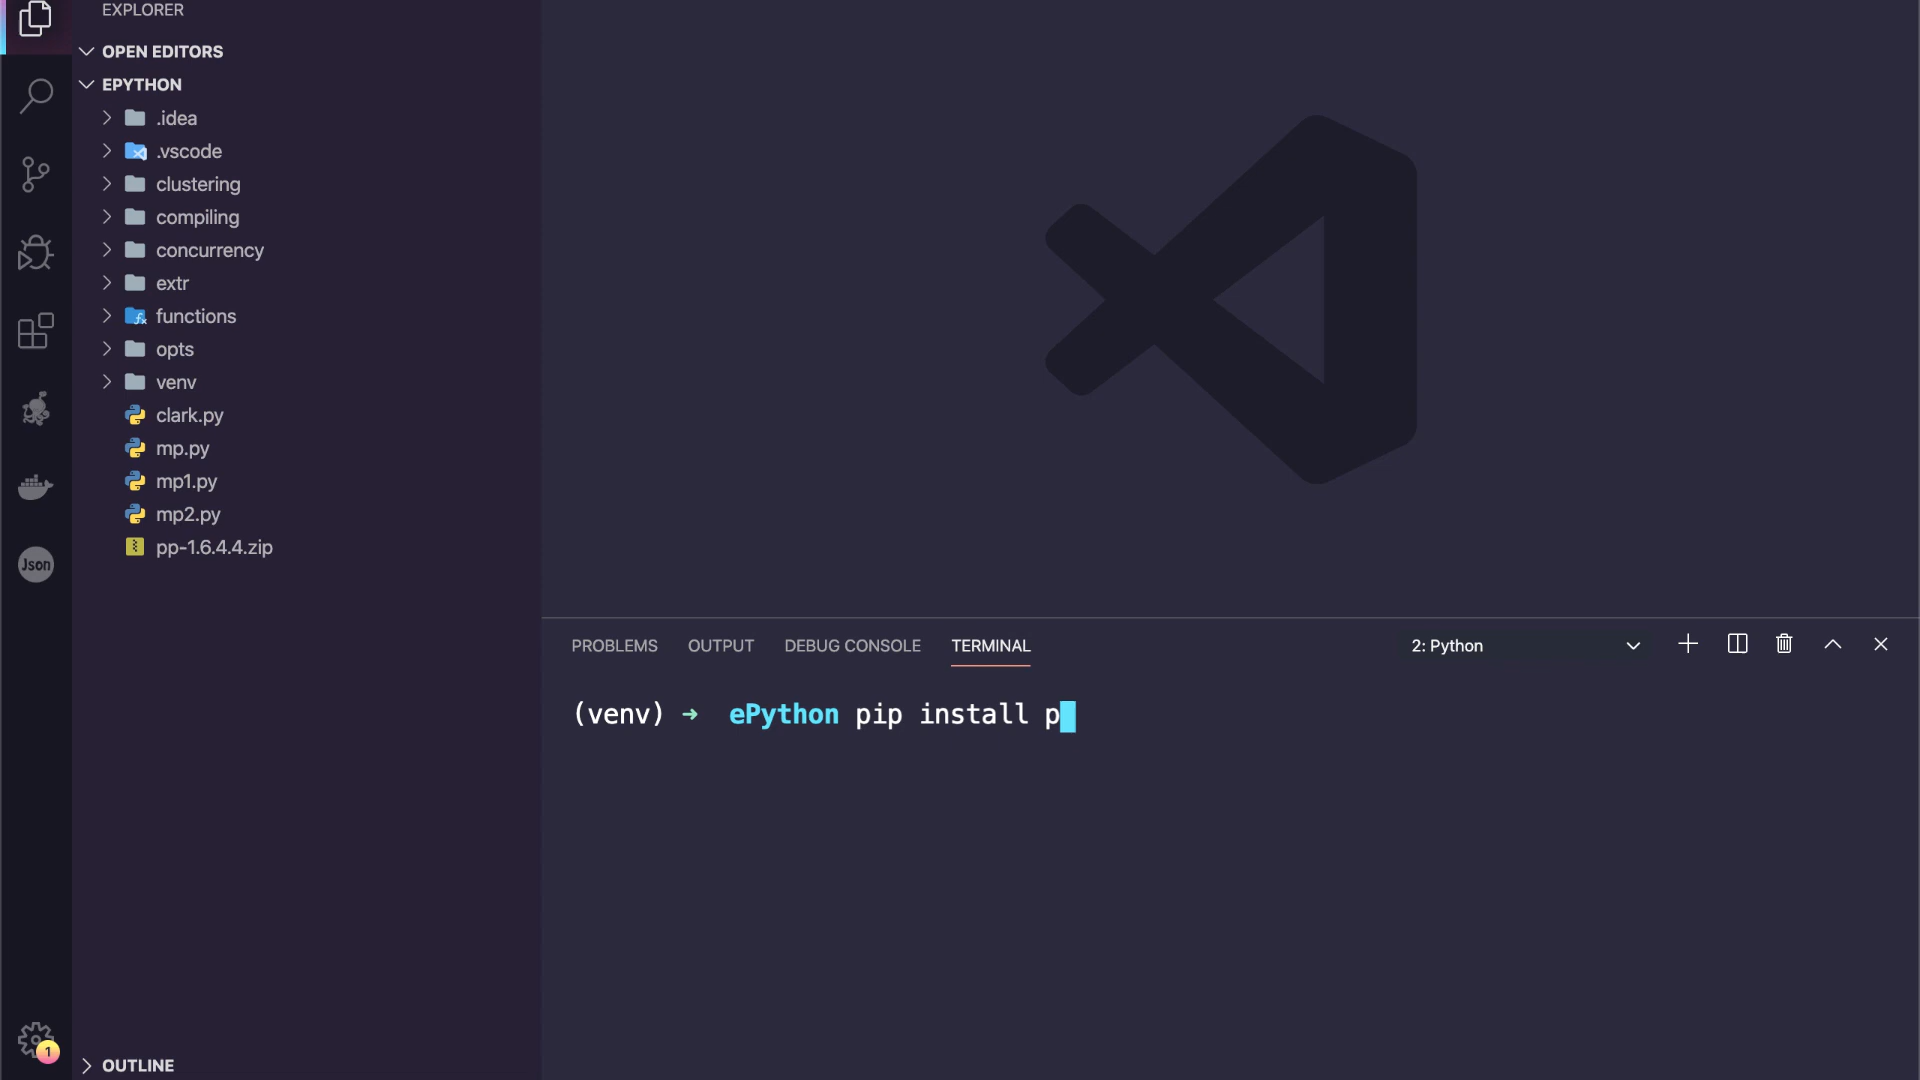 EXPLORER
OPEN EDITORS
EPYTHON
.idea
.vscode
clustering
compiling
concurrency
extr
functions
opts
venv
clark.py
mp.py
mp1.py
mp2.py
pp-1.6.4.4.zip
Json
1
OUTLINE
PROBLEMS OUTPUT DEBUG CONSOLE TERMINAL 2: Python
(venv) ➜ ePython pip install p